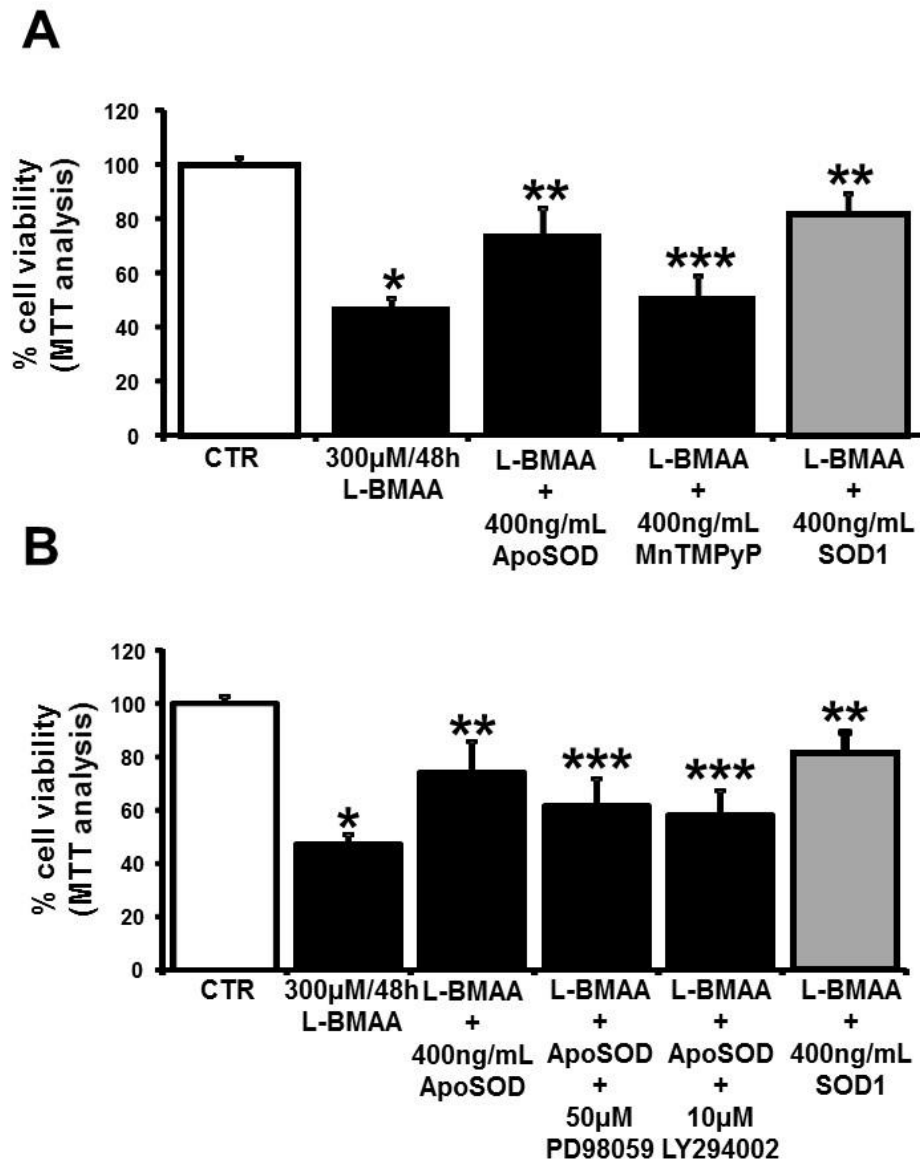 A
% cell viability
(MTT analysis)
120
100
80
60
40
20
0
*
**
***
**
CTR
300µM/48h
L-BMAA
L-BMAA
+
400ng/mL
ApoSOD
L-BMAA
+
400ng/mL
MnTMPyP
L-BMAA
+
400ng/mL
SOD1
B
% cell viability
(MTT analysis)
120
100
80
60
40
20
0
*
**
***
***
**
CTR
300µM/48h
L-BMAA
L-BMAA
+
400ng/mL
ApoSOD
L-BMAA
+
ApoSOD
+
50µM
PD98059
L-BMAA
+
ApoSOD
+
10µM
LY294002
L-BMAA
+
400ng/mL
SOD1